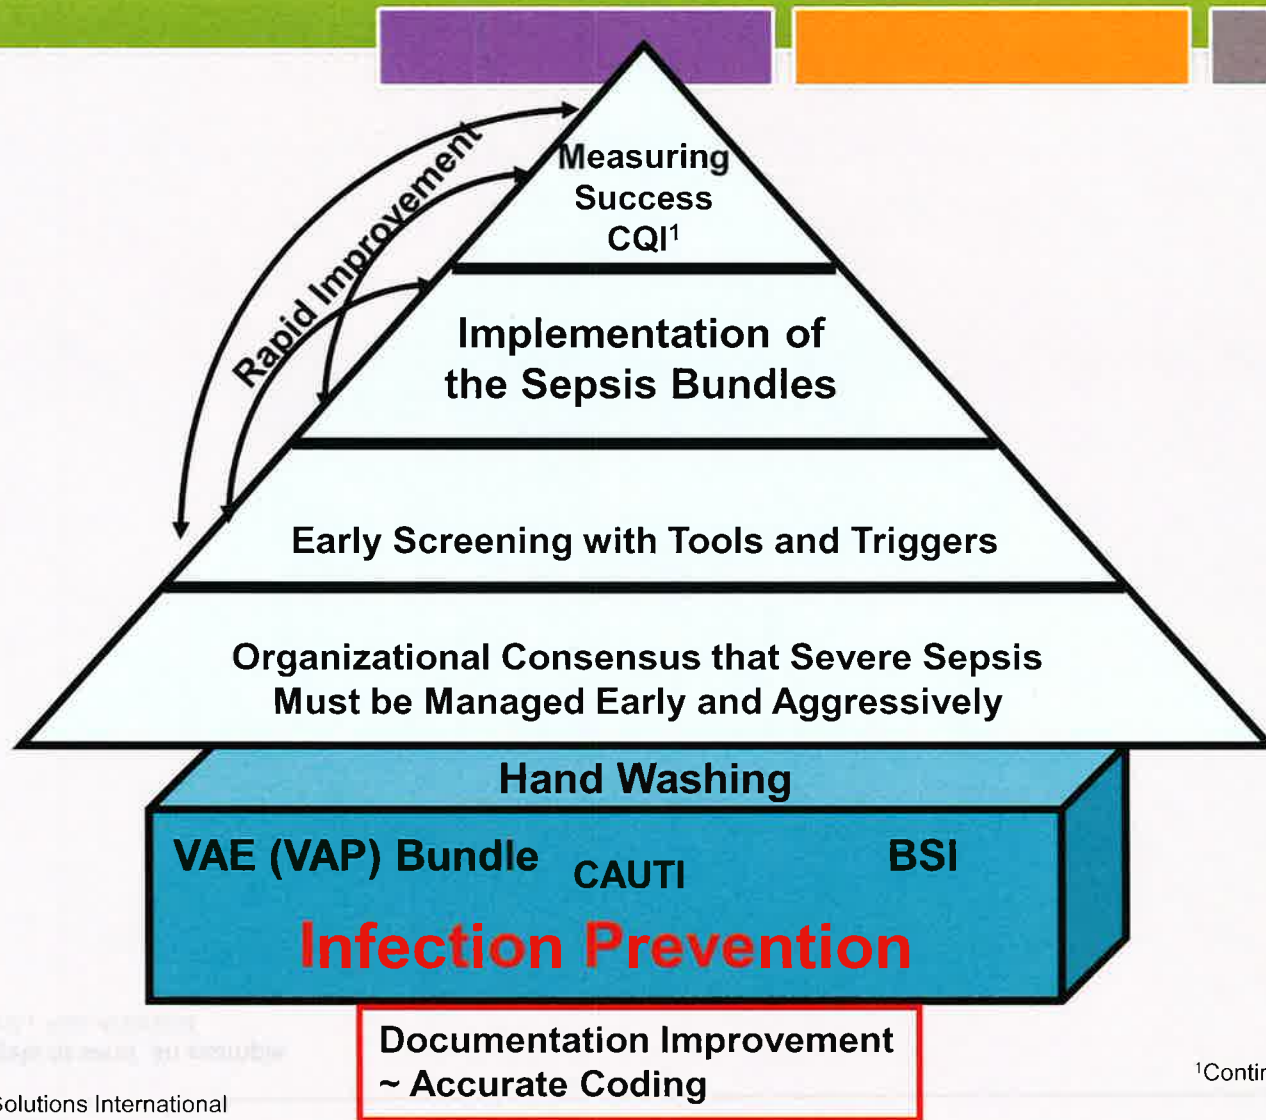 Rapid Improvement
Measuring
Success
CQI¹
Implementation of
the Sepsis Bundles
Early Screening with Tools and Triggers
Organizational Consensus that Severe Sepsis
Must be Managed Early and Aggressively
Hand Washing
VAE (VAP) Bundle
CAUTI
BSI
Infection Prevention
Documentation Improvement
~ Accurate Coding
Solutions International